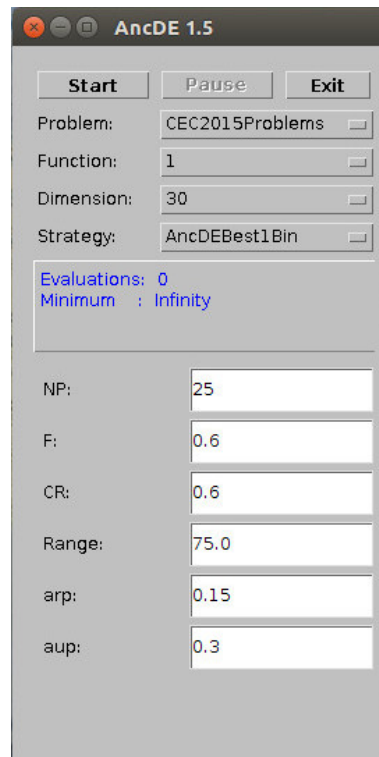 AncDE 1.5
Start Pause Exit
Problem: CEC2015Problems
Function: 1
Dimension: 30
Strategy: AncDEBest1Bin
Evaluations: 0
Minimum : Infinity
NP: 25
F: 0.6
CR: 0.6
Range: 75.0
arp: 0.15
aup: 0.3